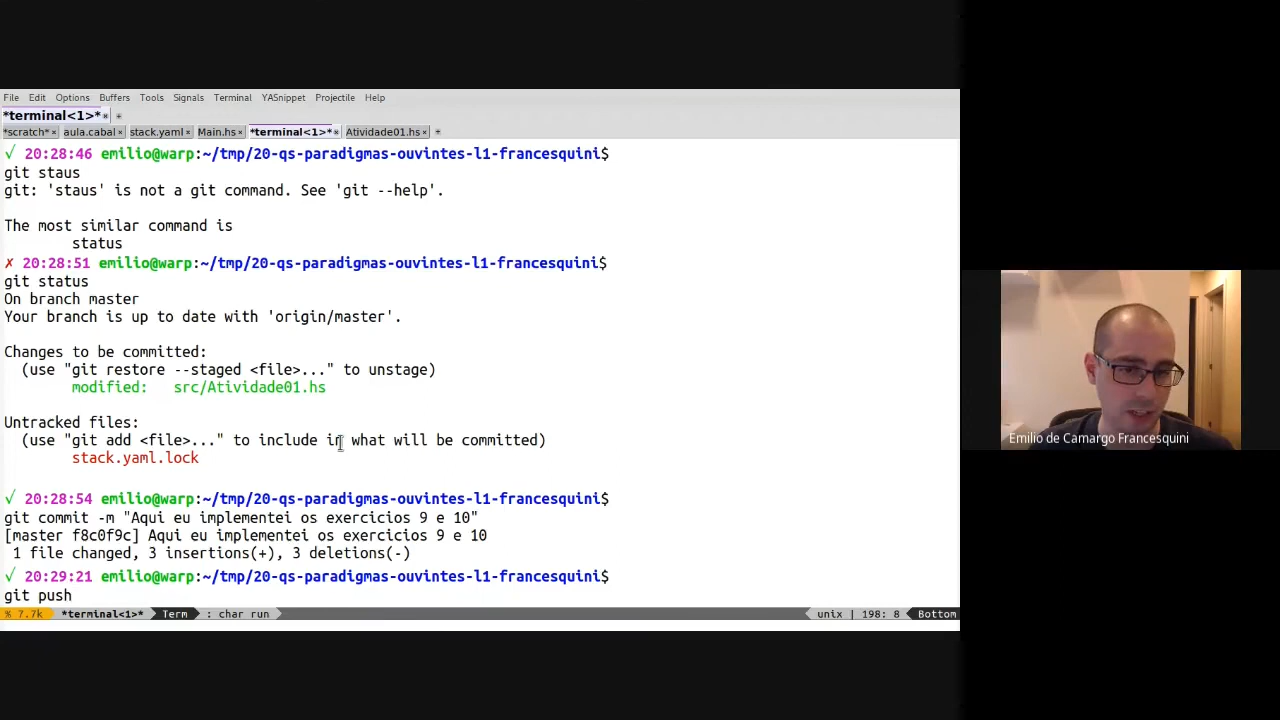 File Edit Options Buffers Tools Signals Terminal YASnippet Projectile Help
*terminal<1>*
*scratch* aula.cabal stack.yaml Main.hs *terminal<1>* Atividade01.hs
√ 20:28:46 emilio@warp:~/tmp/20-qs-paradigmas-ouvintes-l1-francesquini$
git staus
git: 'staus' is not a git command. See 'git --help'.
The most similar command is
status
✗ 20:28:51 emilio@warp:~/tmp/20-qs-paradigmas-ouvintes-l1-francesquini$
git status
On branch master
Your branch is up to date with 'origin/master'.
Changes to be committed:
(use "git restore --staged <file>..." to unstage)
modified: src/Atividade01.hs
Untracked files:
(use "git add <file>..." to include in what will be committed)
stack.yaml.lock
√ 20:28:54 emilio@warp:~/tmp/20-qs-paradigmas-ouvintes-l1-francesquini$
git commit -m "Aqui eu implementei os exercicios 9 e 10"
[master f8c0f9c] Aqui eu implementei os exercicios 9 e 10
1 file changed, 3 insertions(+), 3 deletions(-)
√ 20:29:21 emilio@warp:~/tmp/20-qs-paradigmas-ouvintes-l1-francesquini$
git push
% 7.7k *terminal<1>* Term : char run unix | 198: 8 Bottom
Emilio de Camargo Francesquini